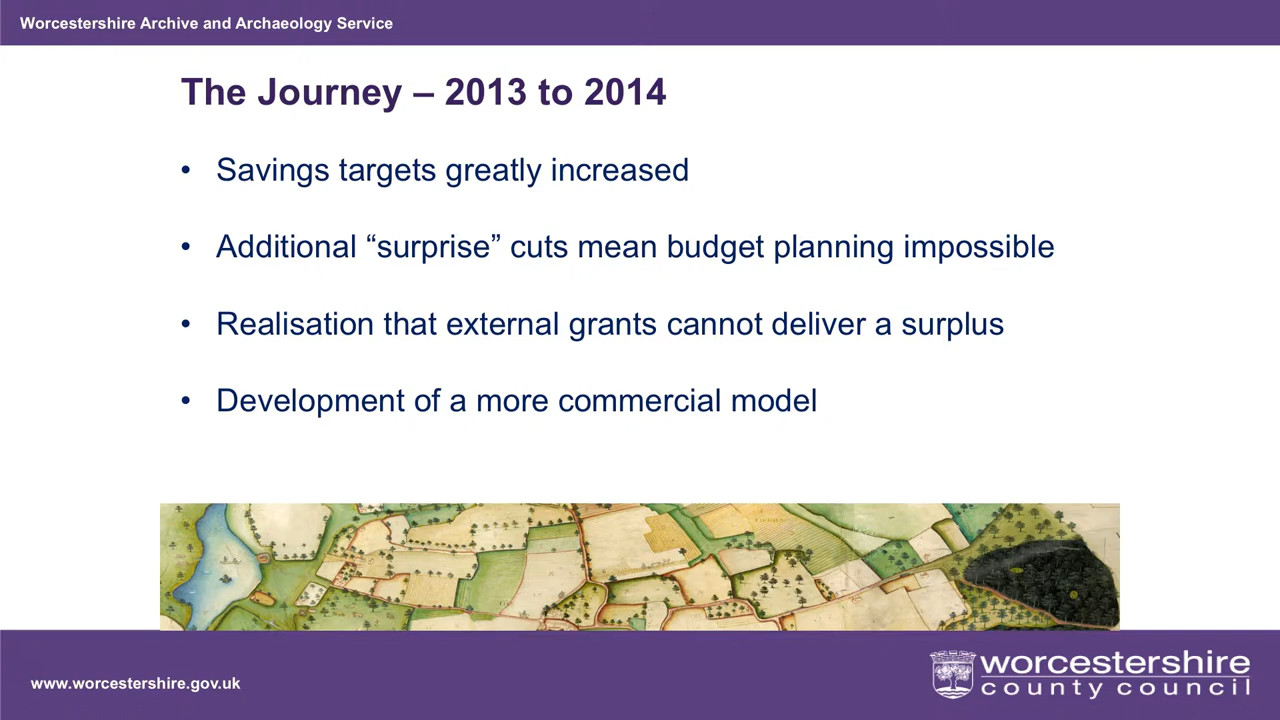 Worcestershire Archive and Archaeology Service
The Journey – 2013 to 2014
• Savings targets greatly increased
• Additional “surprise” cuts mean budget planning impossible
• Realisation that external grants cannot deliver a surplus
• Development of a more commercial model
www.worcestershire.gov.uk
worcestershire
county council